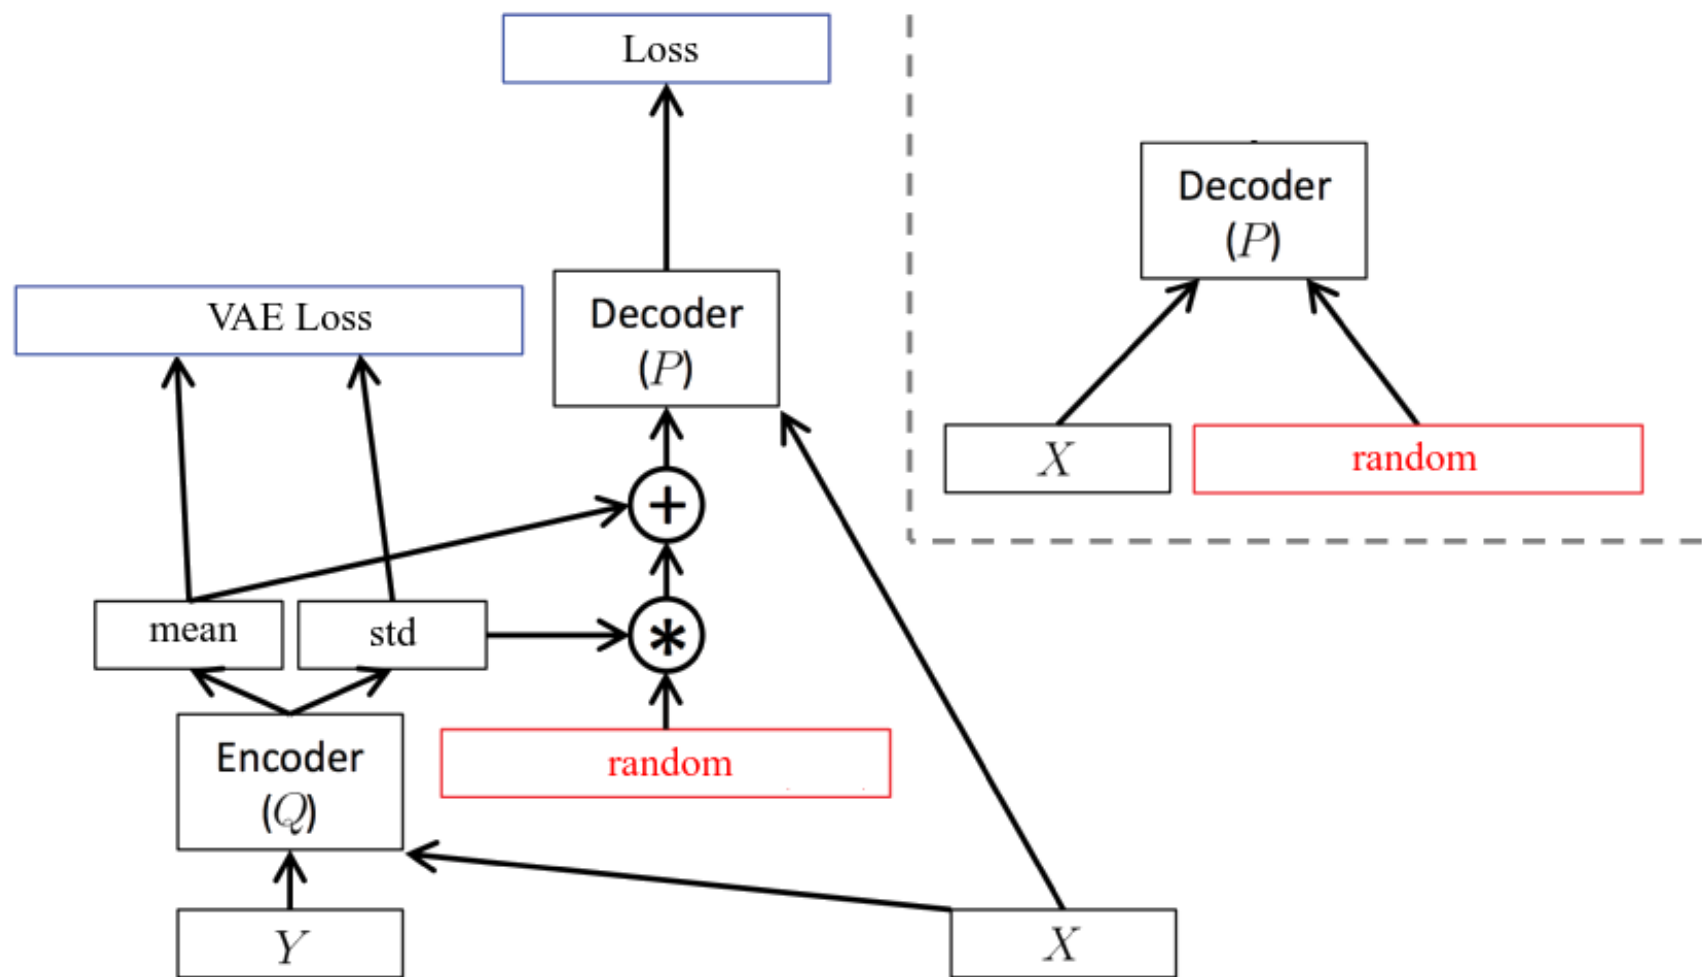 Loss
Decoder
(P)
VAE Loss
Decoder
(P)
X
random
+
mean
std
*
random
Encoder
(Q)
Y
X